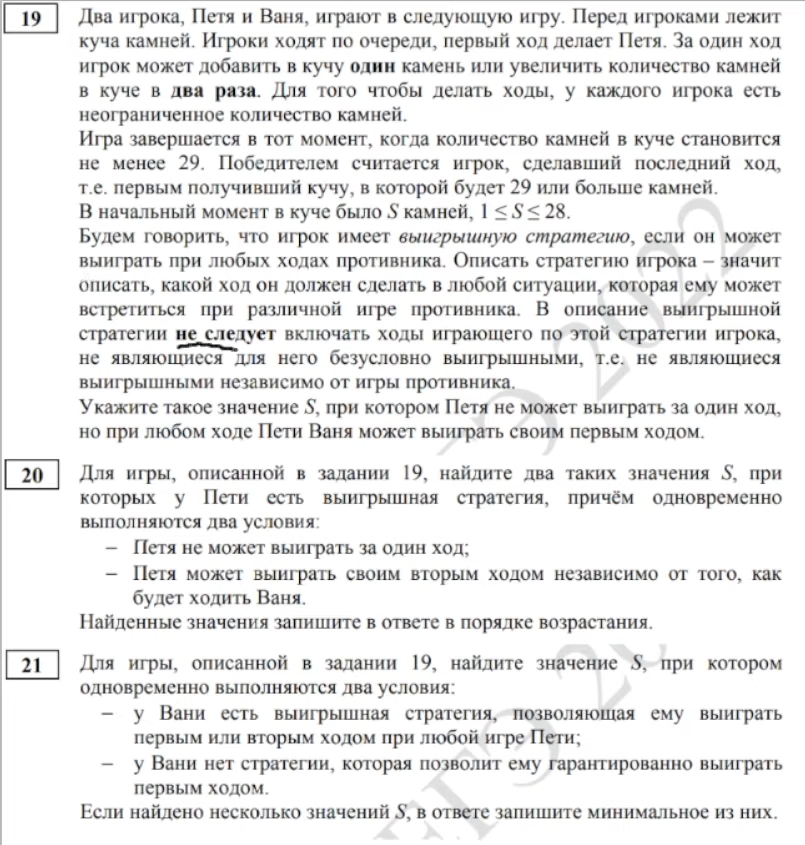 19
Два игрока, Петя и Ваня, играют в следующую игру. Перед игроками лежит
куча камней. Игроки ходят по очереди, первый ход делает Петя. За один ход
игрок может добавить в кучу один камень или увеличить количество камней
в куче в два раза. Для того чтобы делать ходы, у каждого игрока есть
неограниченное количество камней.
Игра завершается в тот момент, когда количество камней в куче становится
не менее 29. Победителем считается игрок, сделавший последний ход,
т.е. первым получивший кучу, в которой будет 29 или больше камней.
В начальный момент в куче было S камней, 1 ≤ S ≤ 28.
Будем говорить, что игрок имеет выигрышную стратегию, если он может
выиграть при любых ходах противника. Описать стратегию игрока – значит
описать, какой ход он должен сделать в любой ситуации, которая ему может
встретиться при различной игре противника. В описание выигрышной
стратегии не следует включать ходы играющего по этой стратегии игрока,
не являющиеся для него безусловно выигрышными, т.е. не являющиеся
выигрышными независимо от игры противника.
Укажите такое значение S, при котором Петя не может выиграть за один ход,
но при любом ходе Пети Ваня может выиграть своим первым ходом.
20
Для игры, описанной в задании 19, найдите два таких значения S, при
которых у Пети есть выигрышная стратегия, причём одновременно
выполняются два условия:
– Петя не может выиграть за один ход;
– Петя может выиграть своим вторым ходом независимо от того, как
будет ходить Ваня.
Найденные значения запишите в ответе в порядке возрастания.
21
Для игры, описанной в задании 19, найдите значение S, при котором
одновременно выполняются два условия:
– у Вани есть выигрышная стратегия, позволяющая ему выиграть
первым или вторым ходом при любой игре Пети;
– у Вани нет стратегии, которая позволит ему гарантированно выиграть
первым ходом.
Если найдено несколько значений S, в ответе запишите минимальное из них.
ЕГЭ 2022
ЕГЭ 20